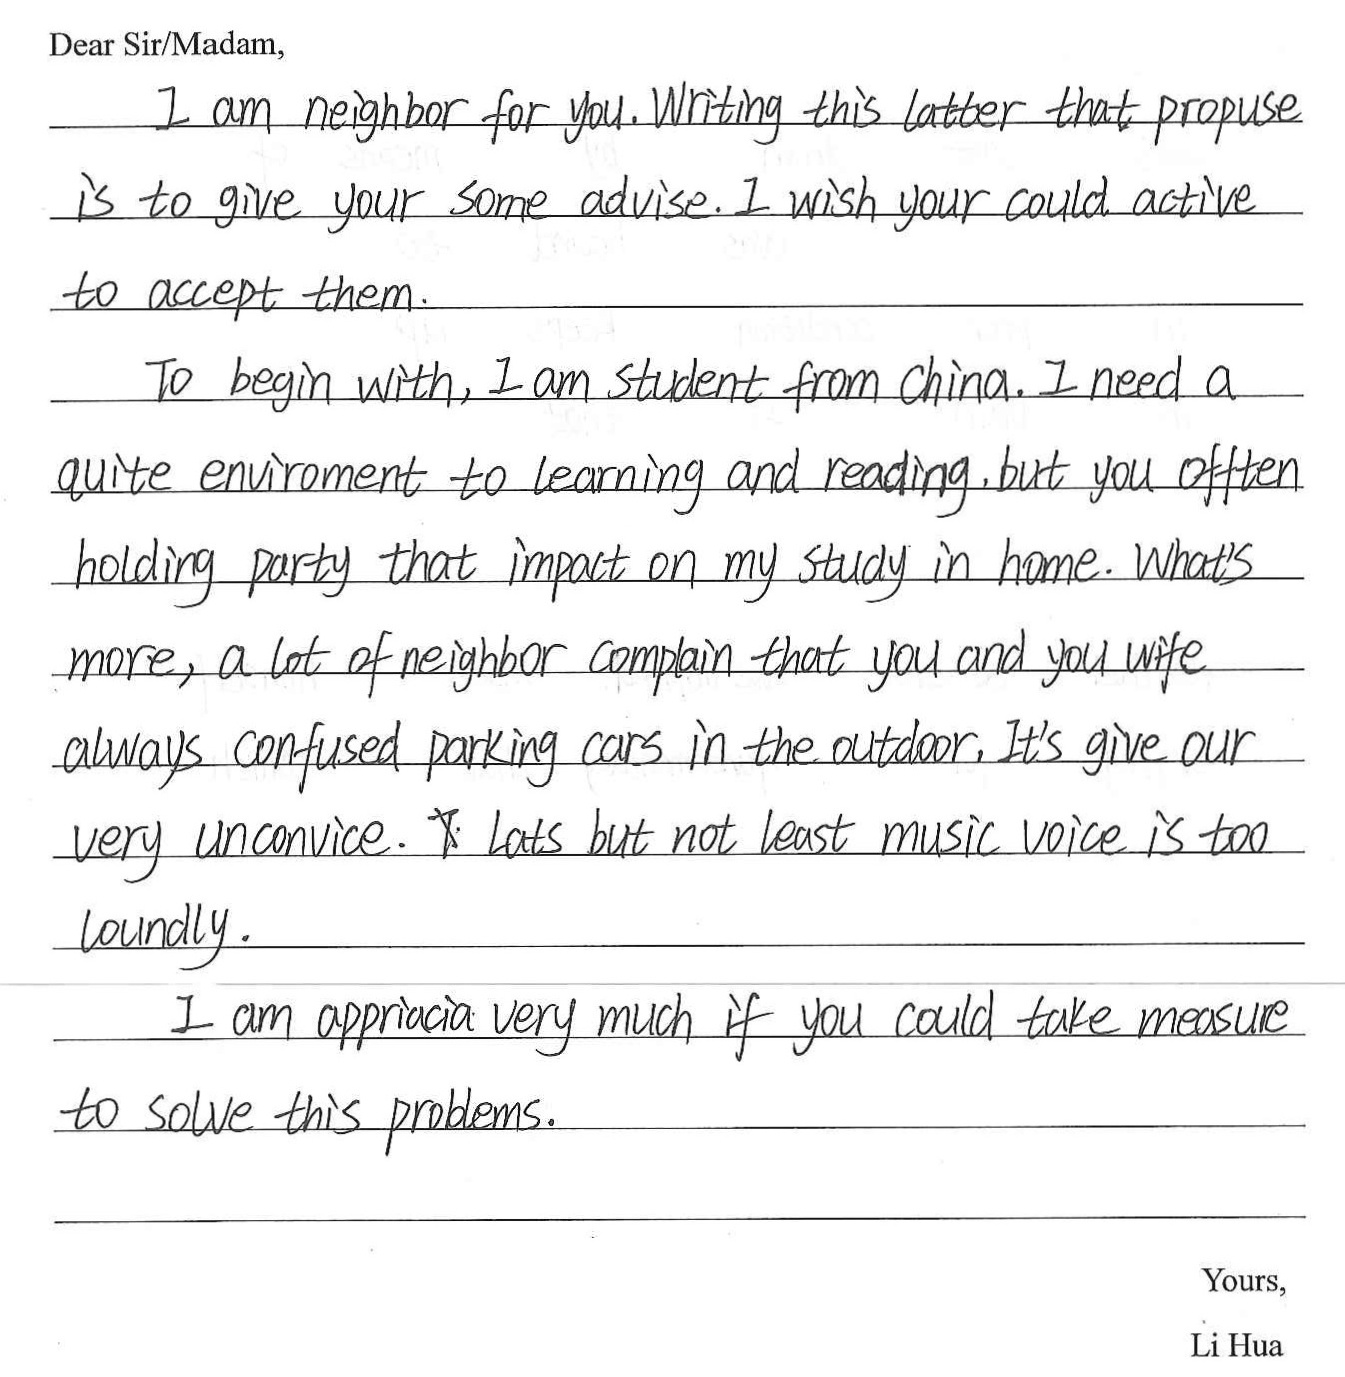 Dear Sir/Madam,
I am neighbor for you. Writing this latter that propuse
is to give your some advise. I wish your could active
to accept them.
To begin with, I am student from China. I need a
quite enviroment to learning and reading, but you offten
holding party that impact on my study in home. What's
more, a lot of neighbor complain that you and you wife
always confused parking cars in the outdoor, It's give our
very unconvice. Lats but not least music voice is too
loundly.
I am appriacia very much if you could take measure
to solve this problems.
Yours,
Li Hua